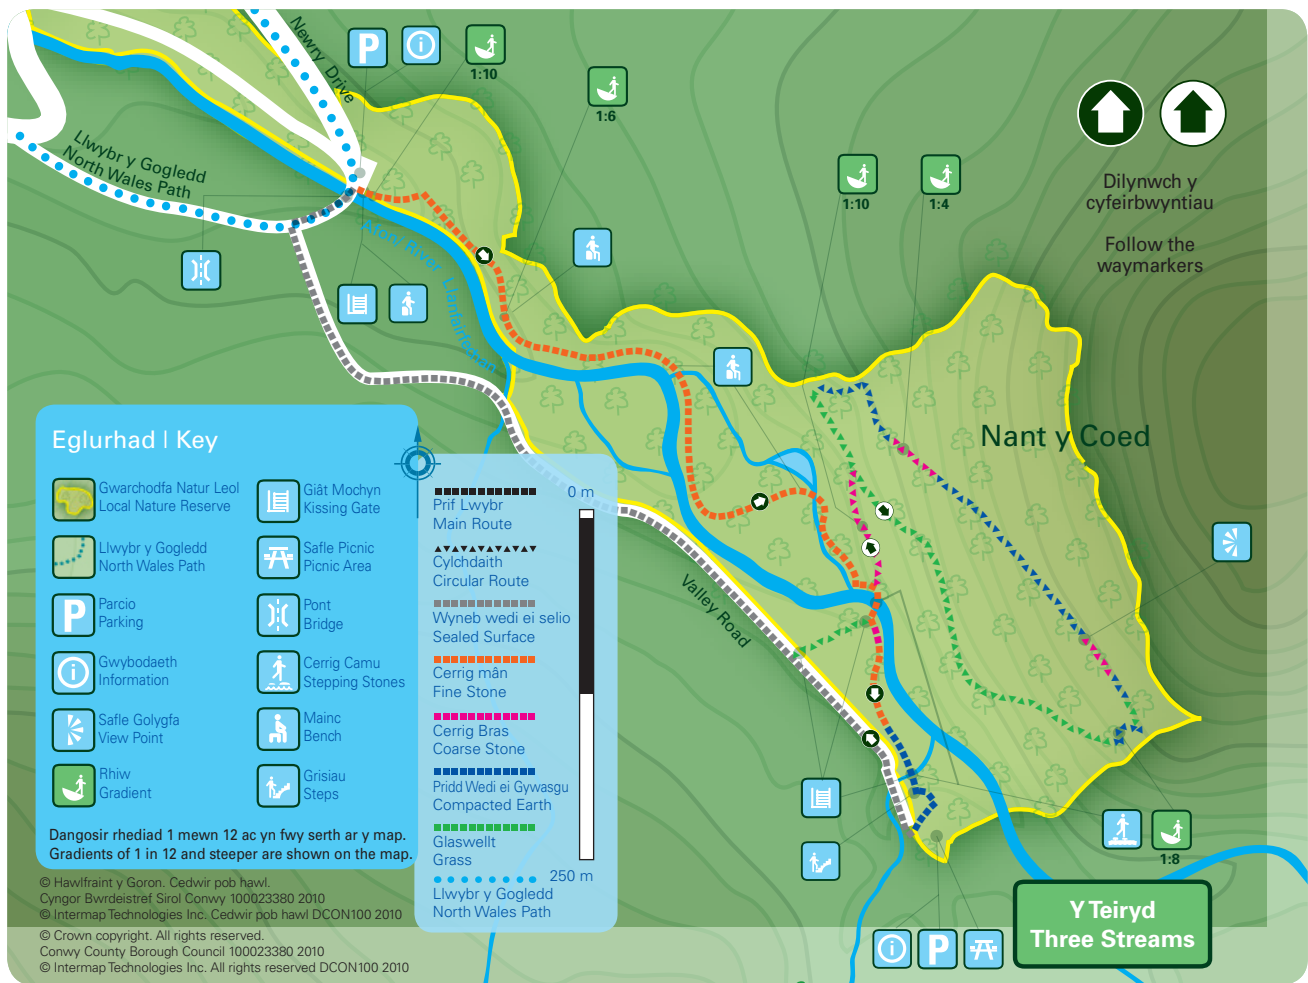 Newry Drive
P
i
1:10
1:6
Llwybr y Gogledd
North Wales Path
1:10
1:4
Dilynwch y
cyfeirbwyntiau
Follow the
waymarkers
Afon/ River Llanfairfechan
Nant y Coed
Valley Road
Eglurhad | Key
Gwarchodfa Natur Leol
Local Nature Reserve
Llwybr y Gogledd
North Wales Path
P
Parcio
Parking
i
Gwybodaeth
Information
Safle Golygfa
View Point
Rhiw
Gradient
Giât Mochyn
Kissing Gate
Safle Picnic
Picnic Area
Pont
Bridge
Cerrig Camu
Stepping Stones
Mainc
Bench
Grisiau
Steps
Dangosir rhediad 1 mewn 12 ac yn fwy serth ar y map.
Gradients of 1 in 12 and steeper are shown on the map.
0 m
Prif Lwybr
Main Route
Cylchdaith
Circular Route
Wyneb wedi ei selio
Sealed Surface
Cerrig mân
Fine Stone
Cerrig Bras
Coarse Stone
Pridd Wedi ei Gywasgu
Compacted Earth
Glaswellt
Grass
250 m
Llwybr y Gogledd
North Wales Path
1:8
i
P
Y Teiryd
Three Streams
© Hawlfraint y Goron. Cedwir pob hawl.
Cyngor Bwrdeistref Sirol Conwy 100023380 2010
© Intermap Technologies Inc. Cedwir pob hawl DCON100 2010
© Crown copyright. All rights reserved.
Conwy County Borough Council 100023380 2010
© Intermap Technologies Inc. All rights reserved DCON100 2010